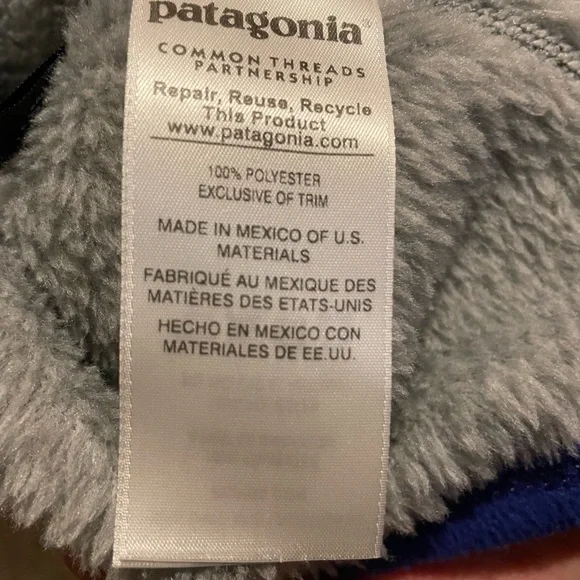 patagonia®
COMMON THREADS
PARTNERSHIP
Repair, Reuse, Recycle
This Product
www.patagonia.com
100% POLYESTER
EXCLUSIVE OF TRIM
MADE IN MEXICO OF U.S.
MATERIALS
FABRIQUÉ AU MEXIQUE DES
MATIÈRES DES ETATS-UNIS
HECHO EN MEXICO CON
MATERIALES DE EE.UU.